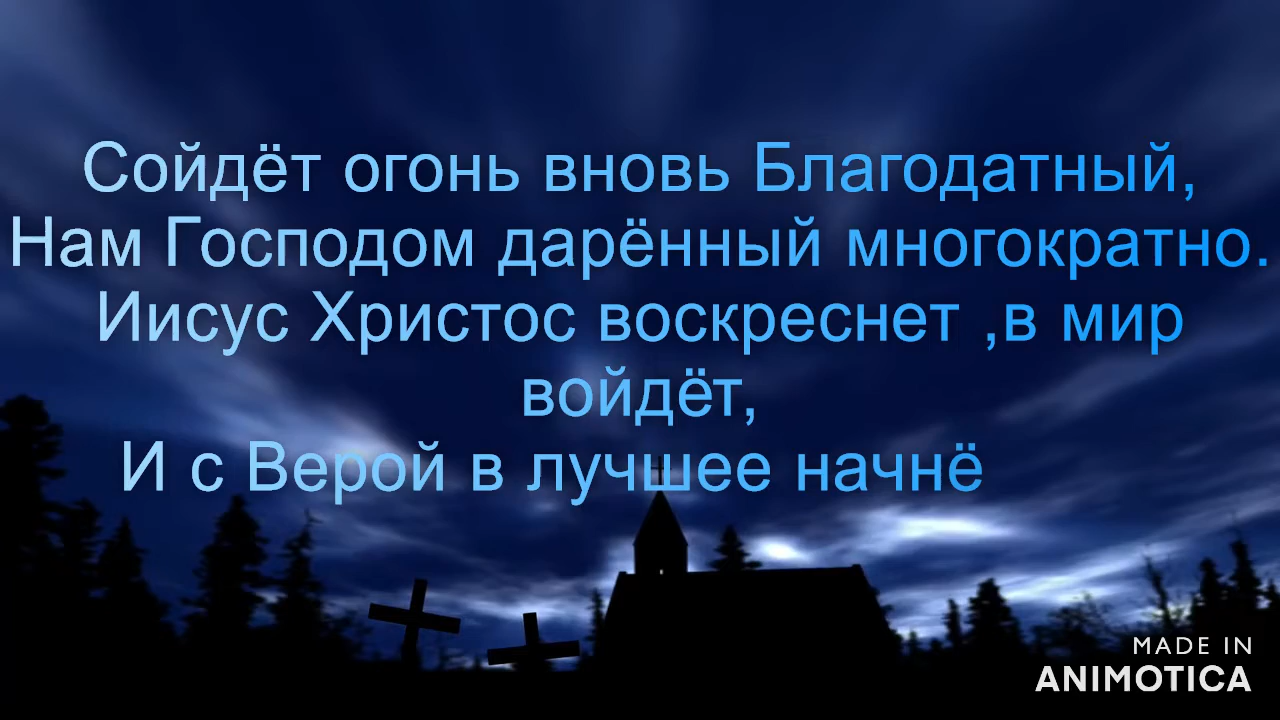 Сойдёт огонь вновь Благодатный,
Нам Господом дарённый многократно.
Иисус Христос воскреснет ,в мир
войдёт,
И с Верой в лучшее начнё
MADE IN
ANIMOTICA